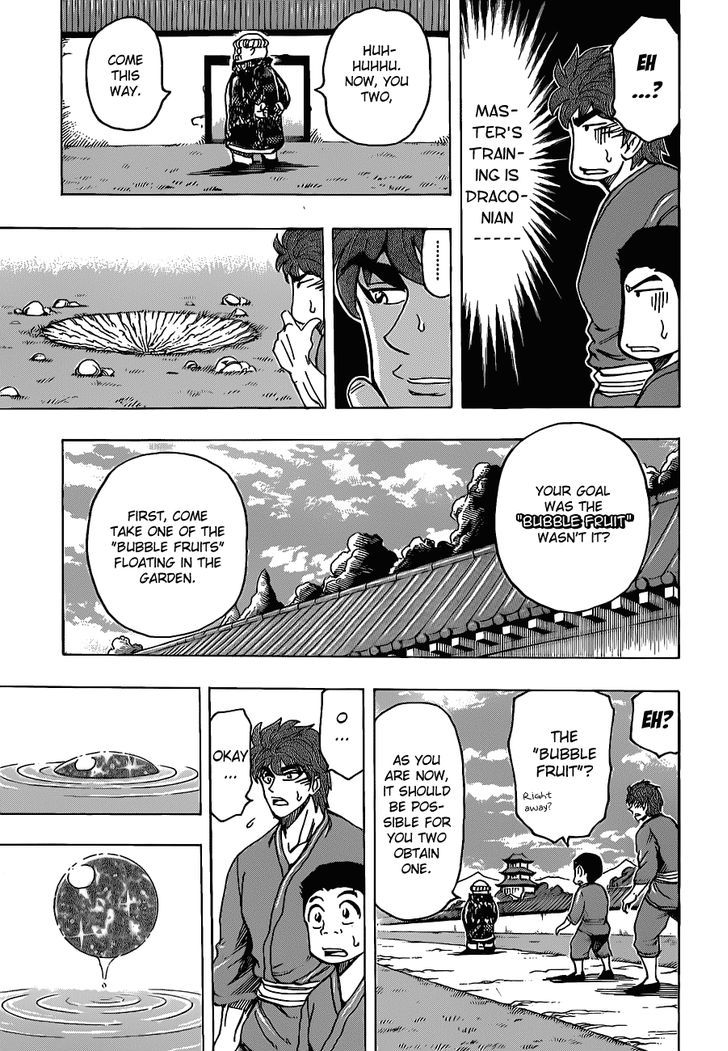 EH
...?
MAS-
TER'S
TRAIN-
ING IS
DRACO-
NIAN
------
HUH-
HUHHU.
NOW, YOU
TWO,
COME
THIS
WAY.
.........
YOUR GOAL
WAS THE
"BUBBLE FRUIT"
WASN'T IT?
FIRST, COME
TAKE ONE OF THE
"BUBBLE FRUITS"
FLOATING IN THE
GARDEN.
EH?
THE
"BUBBLE
FRUIT"?
Right
away?
AS YOU
ARE NOW,
IT SHOULD
BE POS-
SIBLE FOR
YOU TWO
OBTAIN
ONE.
O
...
OKAY
...